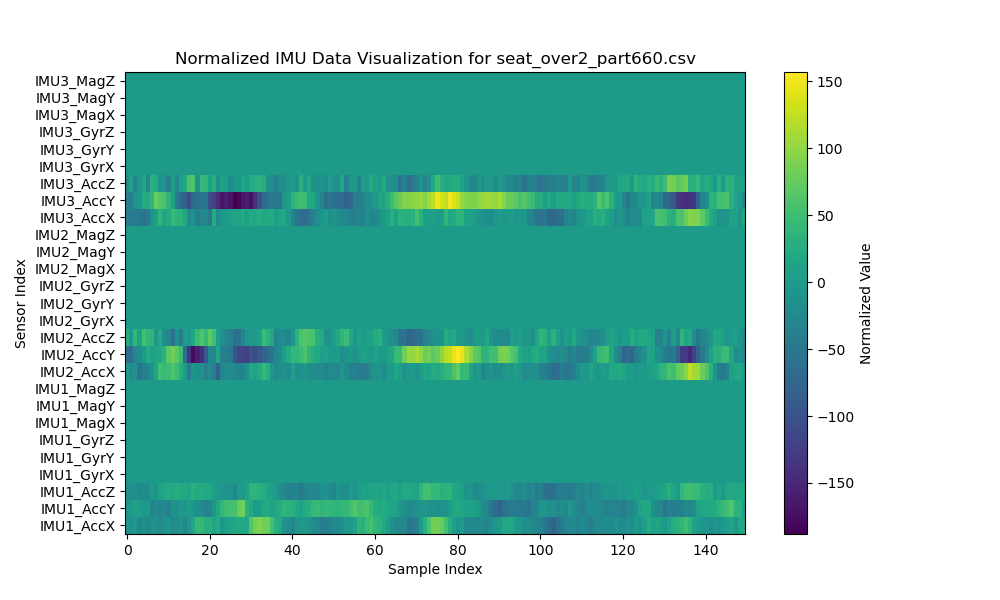 Normalized IMU Data Visualization for seat_over2_part660.csv
IMU3_MagZ
IMU3_MagY
IMU3_MagX
IMU3_GyrZ
IMU3_GyrY
IMU3_GyrX
IMU3_AccZ
IMU3_AccY
IMU3_AccX
IMU2_MagZ
IMU2_MagY
IMU2_MagX
IMU2_GyrZ
IMU2_GyrY
IMU2_GyrX
IMU2_AccZ
IMU2_AccY
IMU2_AccX
IMU1_MagZ
IMU1_MagY
IMU1_MagX
IMU1_GyrZ
IMU1_GyrY
IMU1_GyrX
IMU1_AccZ
IMU1_AccY
IMU1_AccX
Sensor Index
0 20 40 60 80 100 120 140
Sample Index
150
100
50
0
−50
−100
−150
Normalized Value